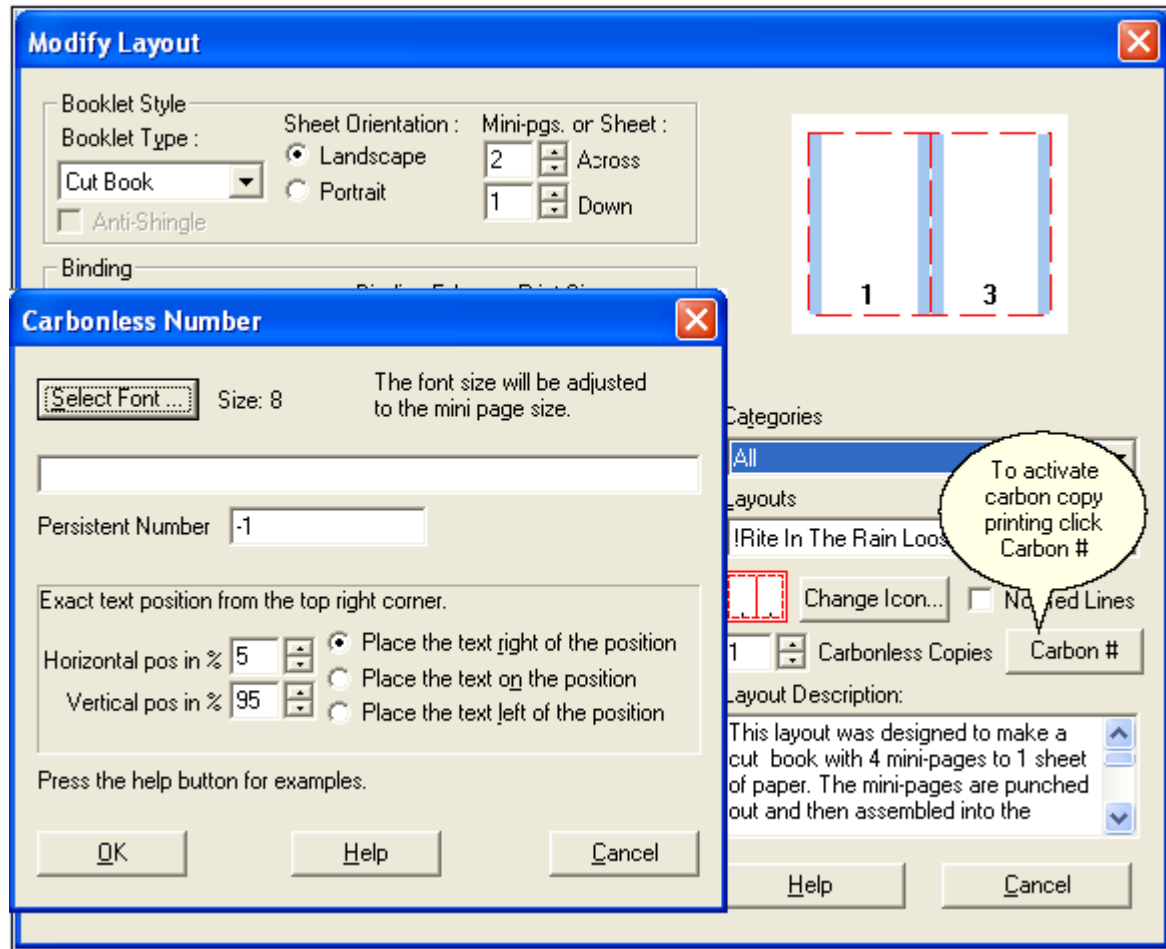 Modify Layout
Booklet Style
Booklet Type :
Cut Book
Anti-Shingle
Sheet Orientation :
Landscape
Portrait
Mini-pgs. or Sheet :
2 Across
1 Down
1 3
Binding
Carbonless Number
Select Font ... Size: 8
The font size will be adjusted
to the mini page size.
Persistent Number -1
Exact text position from the top right corner.
Horizontal pos in % 5
Vertical pos in % 95
Place the text right of the position
Place the text on the position
Place the text left of the position
Press the help button for examples.
OK Help Cancel
Categories
All
To activate
carbon copy
printing click
Carbon #
Layouts
!Rite In The Rain Loos
Change Icon... Lines
1 Carbonless Copies Carbon #
Layout Description:
This layout was designed to make a
cut book with 4 mini-pages to 1 sheet
of paper. The mini-pages are punched
out and then assembled into the
Help Cancel